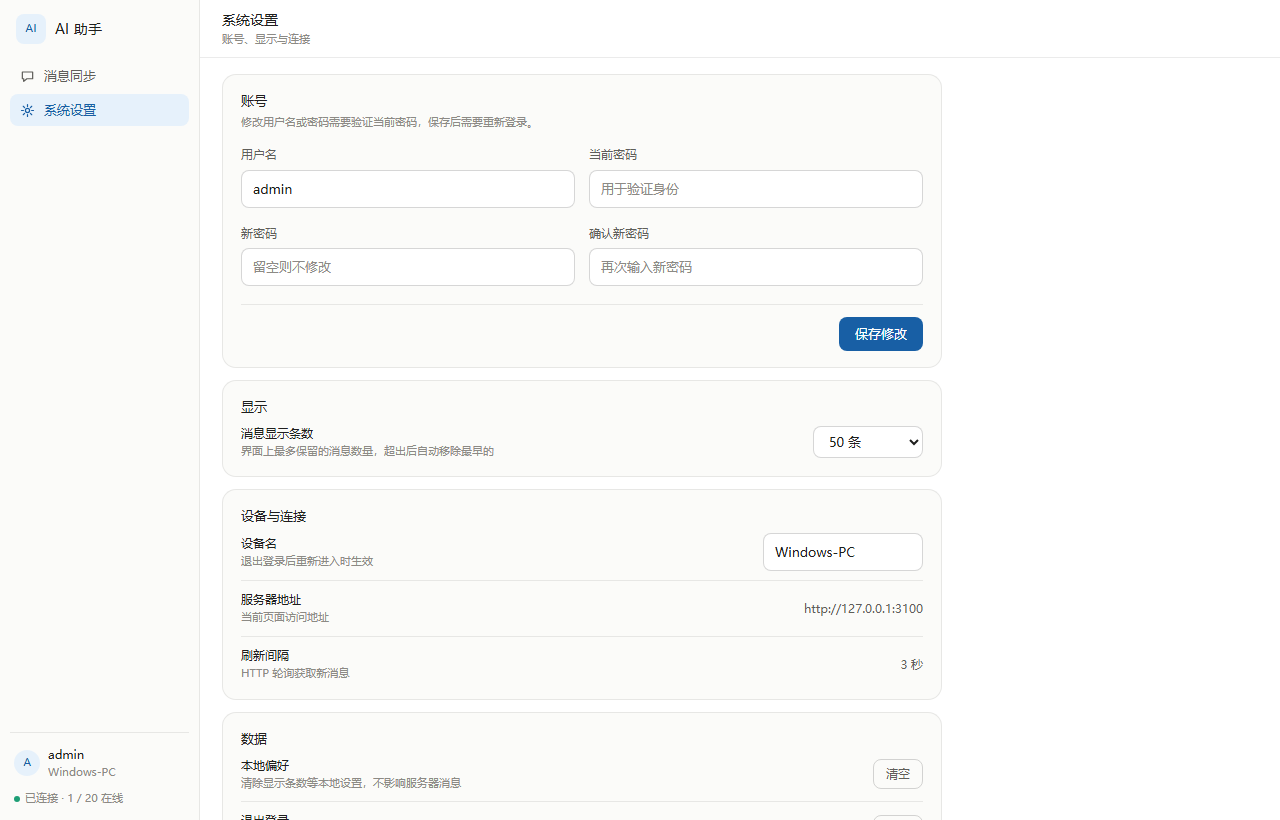 AI
AI 助手
消息同步
系统设置
admin
A
Windows-PC
已连接 · 1 / 20 在线
系统设置
账号、显示与连接
账号
修改用户名或密码需要验证当前密码，保存后需要重新登录。
用户名
当前密码
admin
用于验证身份
新密码
确认新密码
留空则不修改
再次输入新密码
保存修改
显示
消息显示条数
界面上最多保留的消息数量，超出后自动移除最早的
50 条
设备与连接
设备名
退出登录后重新进入时生效
Windows-PC
服务器地址
当前页面访问地址
http://127.0.0.1:3100
刷新间隔
HTTP 轮询获取新消息
3 秒
数据
本地偏好
清除显示条数等本地设置，不影响服务器消息
清空
退出登录